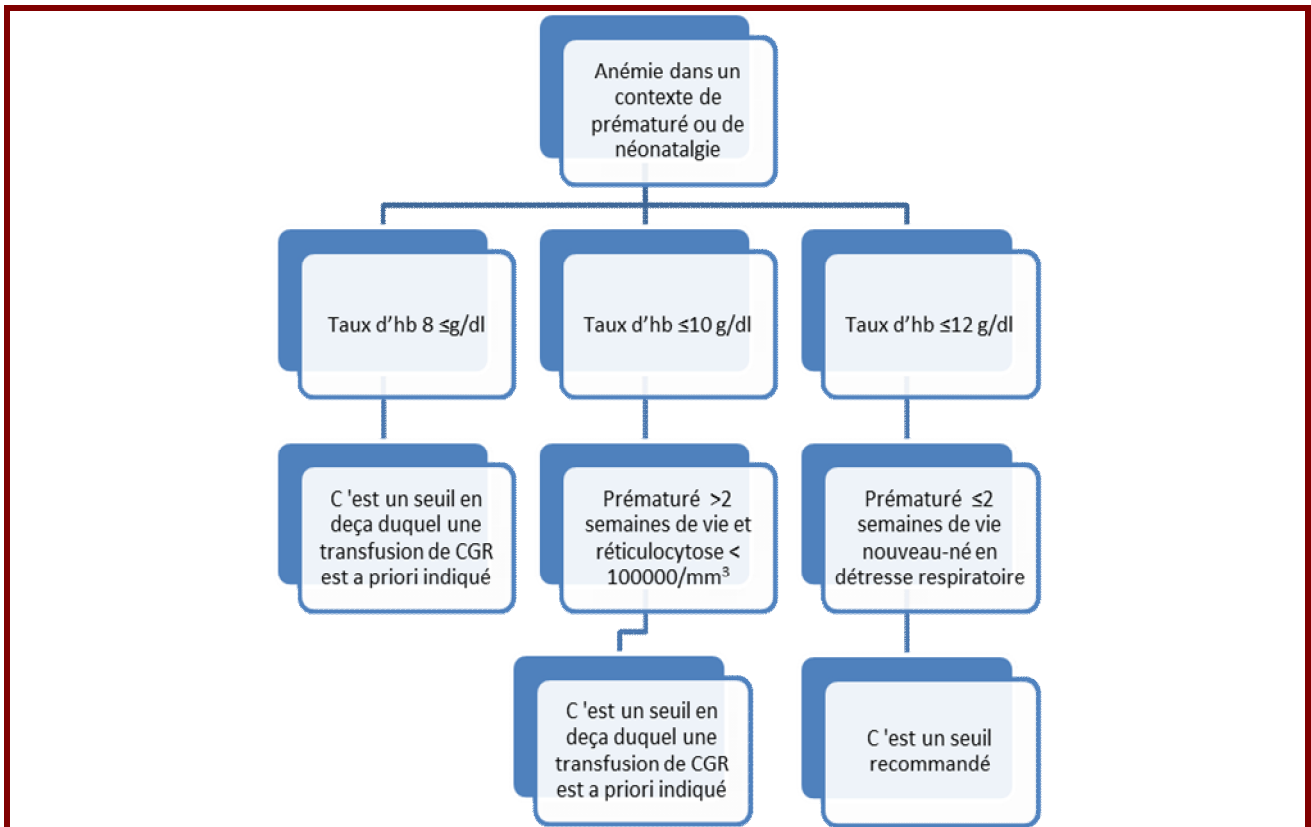 Anémie dans un
contexte de
prématuré ou de
néonatalgie
Taux d'hb 8 ≤g/dl
Taux d'hb ≤10 g/dl
Taux d'hb ≤12 g/dl
C 'est un seuil en
deça duquel une
transfusion de CGR
est a priori indiqué
Prématuré >2
semaines de vie et
réticulocytose <
100000/mm³
Prématuré ≤2
semaines de vie
nouveau-né en
détresse respiratoire
C 'est un seuil en
deça duquel une
transfusion de CGR
est a priori indiqué
C 'est un seuil
recommandé